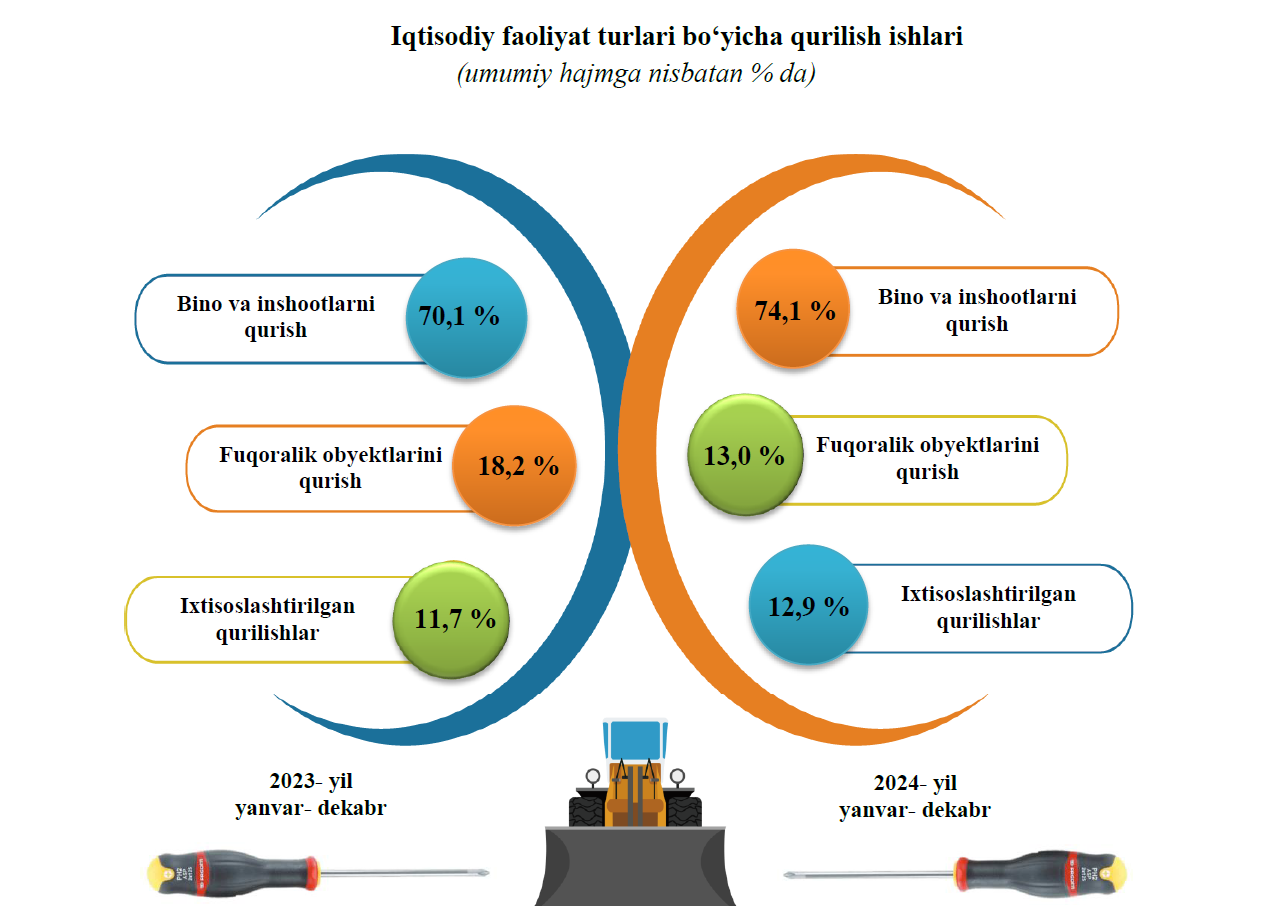 Iqtisodiy faoliyat turlari bo‘yicha qurilish ishlari
(umumiy hajmga nisbatan % da)
Bino va inshootlarni
qurish
70,1 %
Fuqoralik obyektlarini
qurish
18,2 %
Ixtisoslashtirilgan
qurilishlar
11,7 %
2023- yil
yanvar- dekabr
74,1 %
Bino va inshootlarni
qurish
13,0 %
Fuqoralik obyektlarini
qurish
12,9 %
Ixtisoslashtirilgan
qurilishlar
2024- yil
yanvar- dekabr